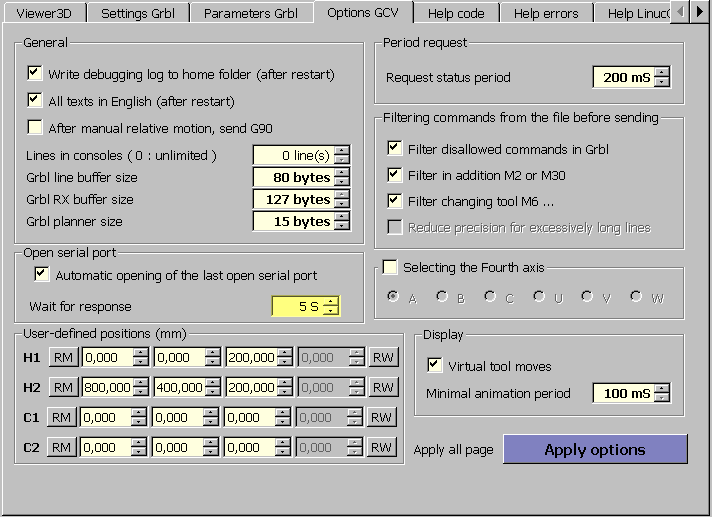 Viewer3D Settings Grbl Parameters Grbl Options GCV Help code Help errors Help Linuc
General
Write debugging log to home folder (after restart)
All texts in English (after restart)
After manual relative motion, send G90
Lines in consoles ( 0 : unlimited ) 0 line(s)
Grbl line buffer size 80 bytes
Grbl RX buffer size 127 bytes
Grbl planner size 15 bytes
Open serial port
Automatic opening of the last open serial port
Wait for response 5 S
Period request
Request status period 200 mS
Filtering commands from the file before sending
Filter disallowed commands in Grbl
Filter in addition M2 or M30
Filter changing tool M6 ...
Reduce precision for excessively long lines
Selecting the Fourth axis
A B C U V W
User-defined positions (mm)
H1 RM 0,000 0,000 200,000 0,000 RW
H2 RM 800,000 400,000 200,000 0,000 RW
C1 RM 0,000 0,000 0,000 0,000 RW
C2 RM 0,000 0,000 0,000 0,000 RW
Display
Virtual tool moves
Minimal animation period 100 mS
Apply all page Apply options